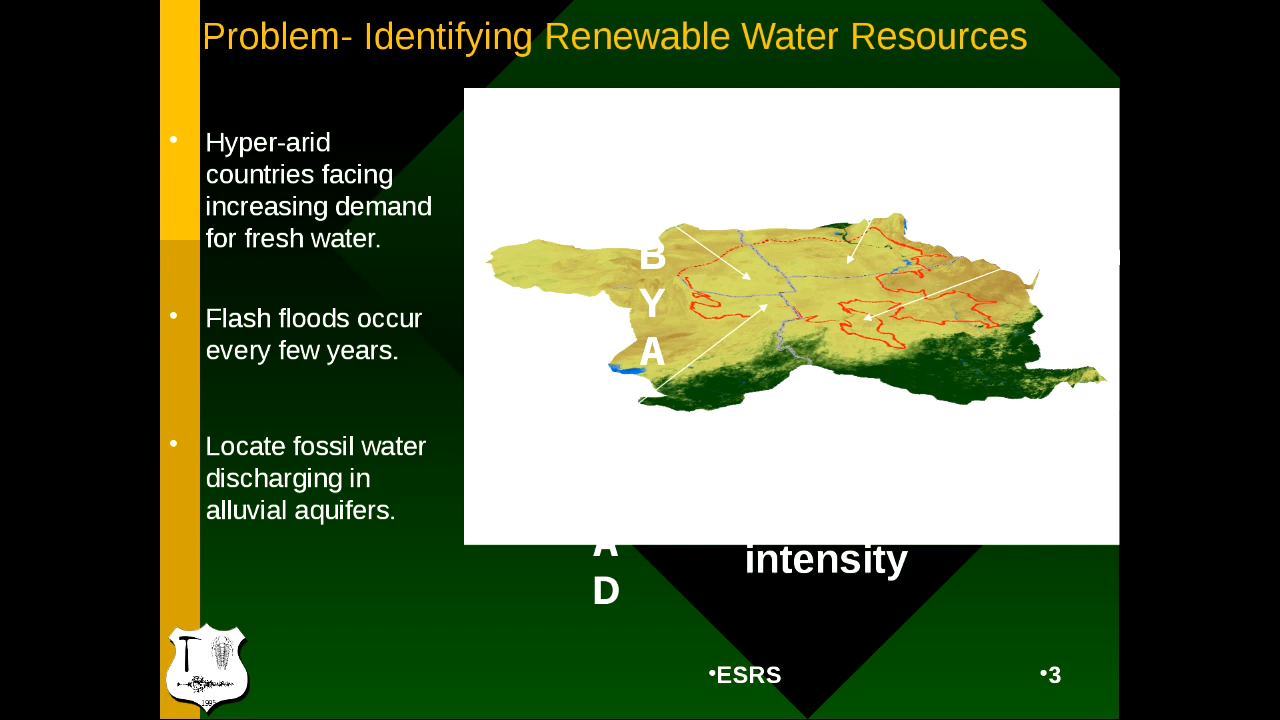 Problem- Identifying Renewable Water Resources
• Hyper-arid
countries facing
increasing demand
for fresh water.
• Flash floods occur
every few years.
• Locate fossil water
discharging in
alluvial aquifers.
B
Y
A
A
D
intensity
1995
•ESRS
•3